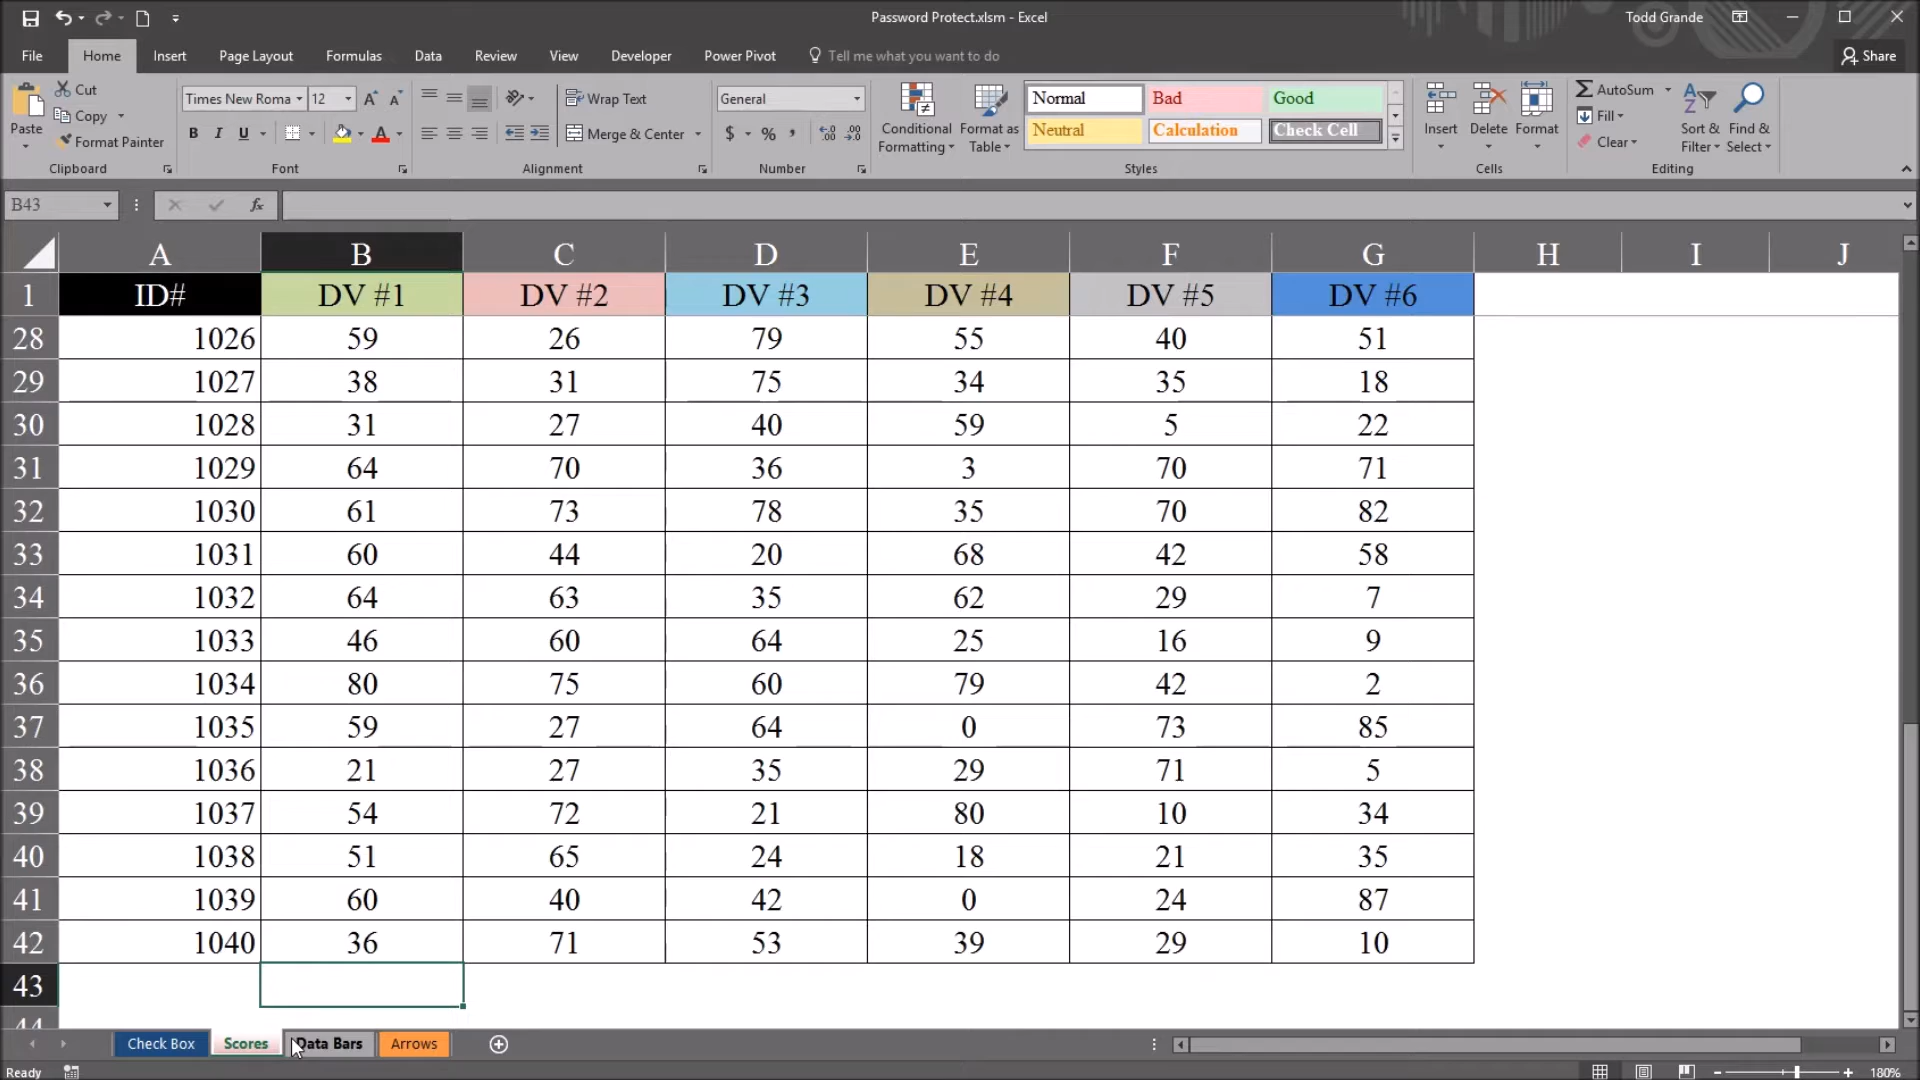 Password Protect.xlsm - Excel
Todd Grande
File Home Insert Page Layout Formulas Data Review View Developer Power Pivot Tell me what you want to do Share
Paste
Cut
Copy
Format Painter
Clipboard
Times New Roma 12
B I U
Font
Wrap Text
Merge & Center
Alignment
General
$ % ,
Number
Conditional Formatting
Format as Table
Normal Bad Good
Neutral Calculation Check Cell
Styles
Insert Delete Format
Cells
AutoSum
Fill
Clear
Sort & Filter
Find & Select
Editing
B43 fx
A B C D E F G H I J
1 ID# DV #1 DV #2 DV #3 DV #4 DV #5 DV #6
28 1026 59 26 79 55 40 51
29 1027 38 31 75 34 35 18
30 1028 31 27 40 59 5 22
31 1029 64 70 36 3 70 71
32 1030 61 73 78 35 70 82
33 1031 60 44 20 68 42 58
34 1032 64 63 35 62 29 7
35 1033 46 60 64 25 16 9
36 1034 80 75 60 79 42 2
37 1035 59 27 64 0 73 85
38 1036 21 27 35 29 71 5
39 1037 54 72 21 80 10 34
40 1038 51 65 24 18 21 35
41 1039 60 40 42 0 24 87
42 1040 36 71 53 39 29 10
43
44
Check Box Scores Data Bars Arrows
Ready 180%